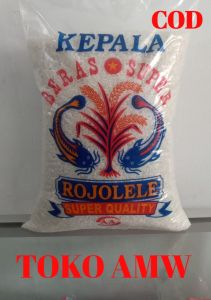 COD
KEPALA
BERAS SUPER
ROJOLELE
SUPER QUALITY
TOKO AMW